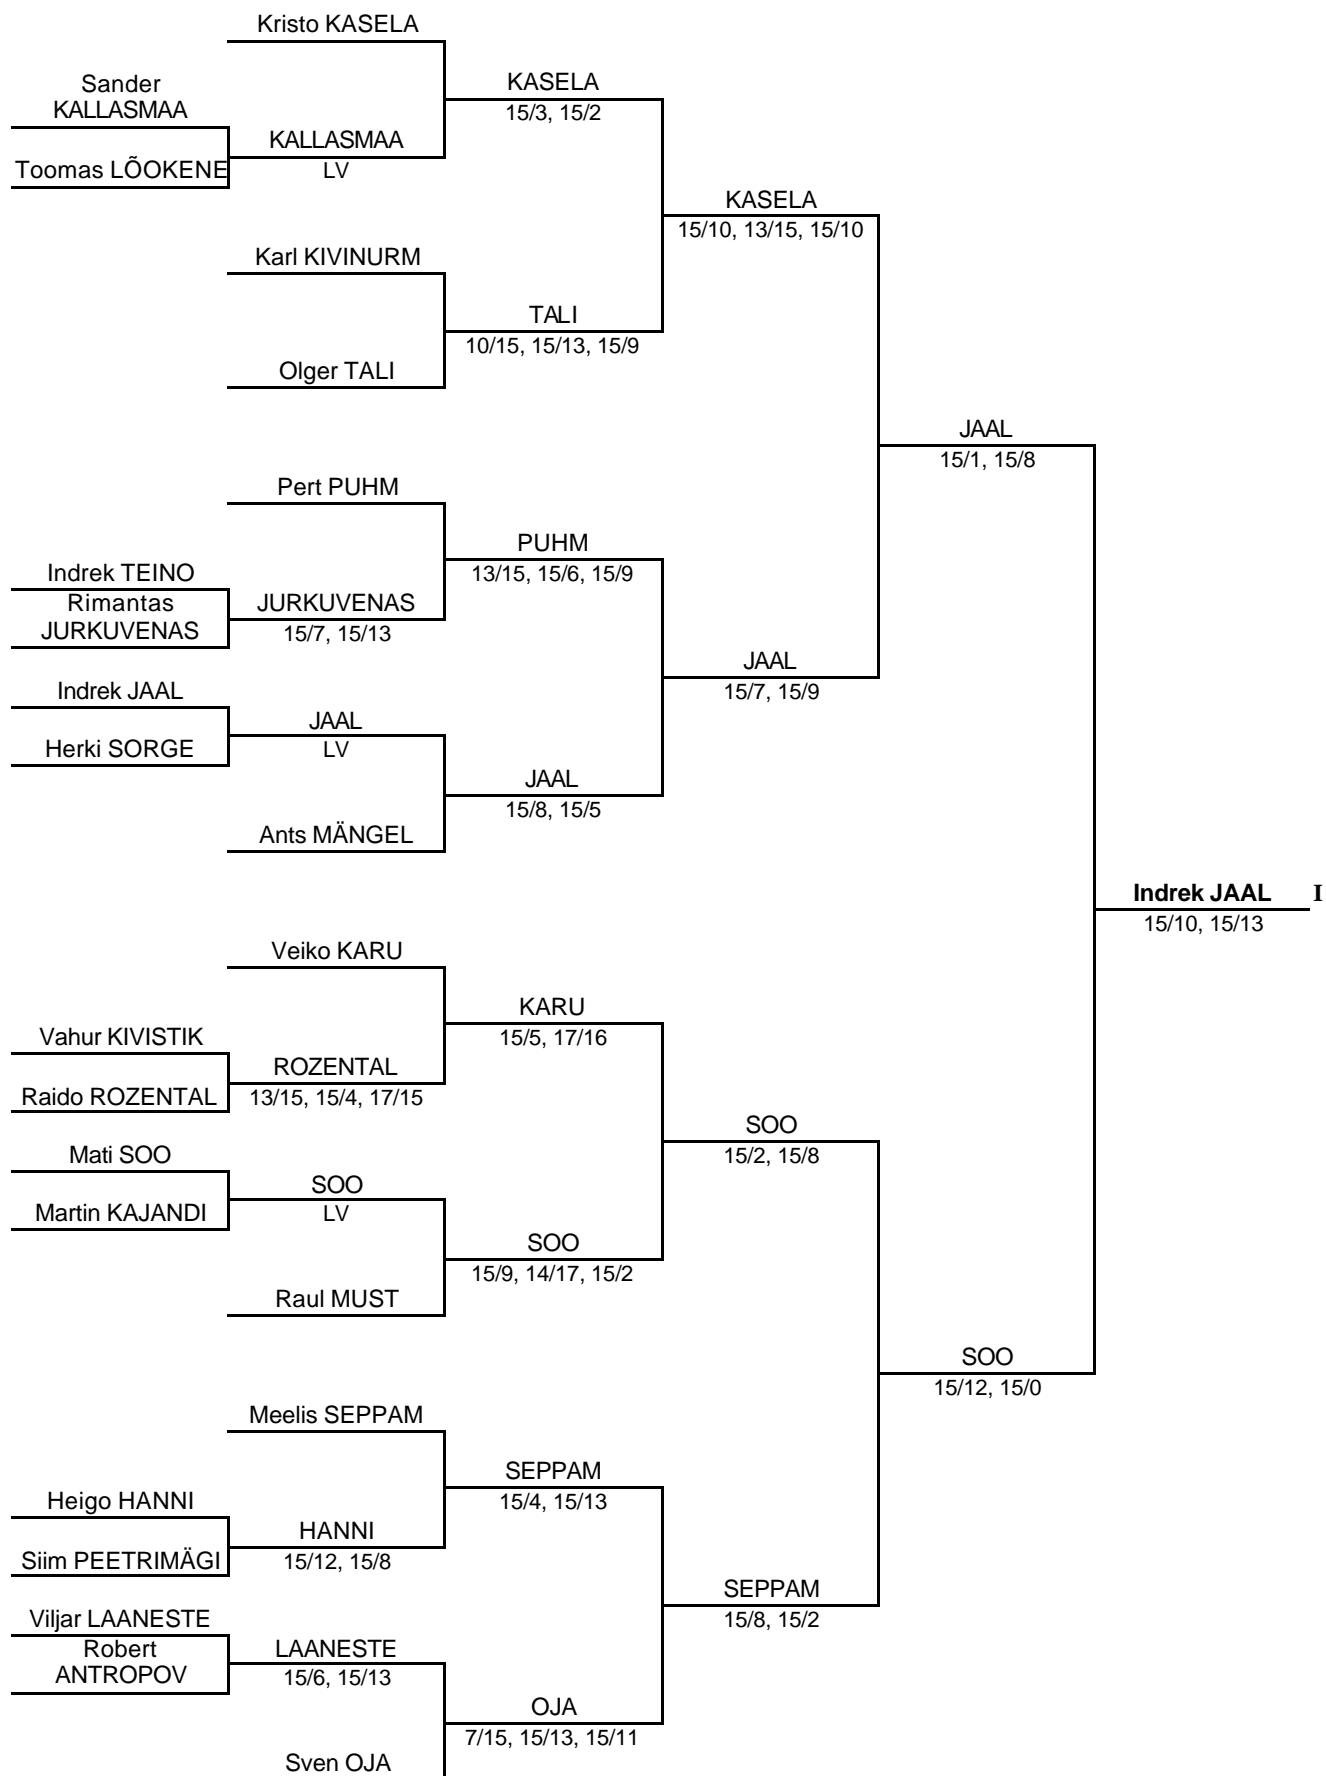 Kristo KASELA
Sander
KALLASMAA
KASELA
15/3, 15/2
KALLASMAA
LV
Toomas LÕOKENE
KASELA
15/10, 13/15, 15/10
Karl KIVINURM
TALI
10/15, 15/13, 15/9
Olger TALI
JAAL
15/1, 15/8
Pert PUHM
PUHM
13/15, 15/6, 15/9
Indrek TEINO
Rimantas
JURKUVENAS
JURKUVENAS
15/7, 15/13
JAAL
15/7, 15/9
Indrek JAAL
JAAL
LV
Herki SORGE
JAAL
15/8, 15/5
Ants MÄNGEL
Indrek JAAL I
15/10, 15/13
Veiko KARU
KARU
15/5, 17/16
Vahur KIVISTIK
ROZENTAL
13/15, 15/4, 17/15
Raido ROZENTAL
SOO
15/2, 15/8
Mati SOO
SOO
LV
Martin KAJANDI
SOO
15/9, 14/17, 15/2
Raul MUST
SOO
15/12, 15/0
Meelis SEPPAM
SEPPAM
15/4, 15/13
Heigo HANNI
HANNI
15/12, 15/8
Siim PEETRIMÄGI
SEPPAM
15/8, 15/2
Viljar LAANESTE
Robert
ANTROPOV
LAANESTE
15/6, 15/13
OJA
7/15, 15/13, 15/11
Sven OJA